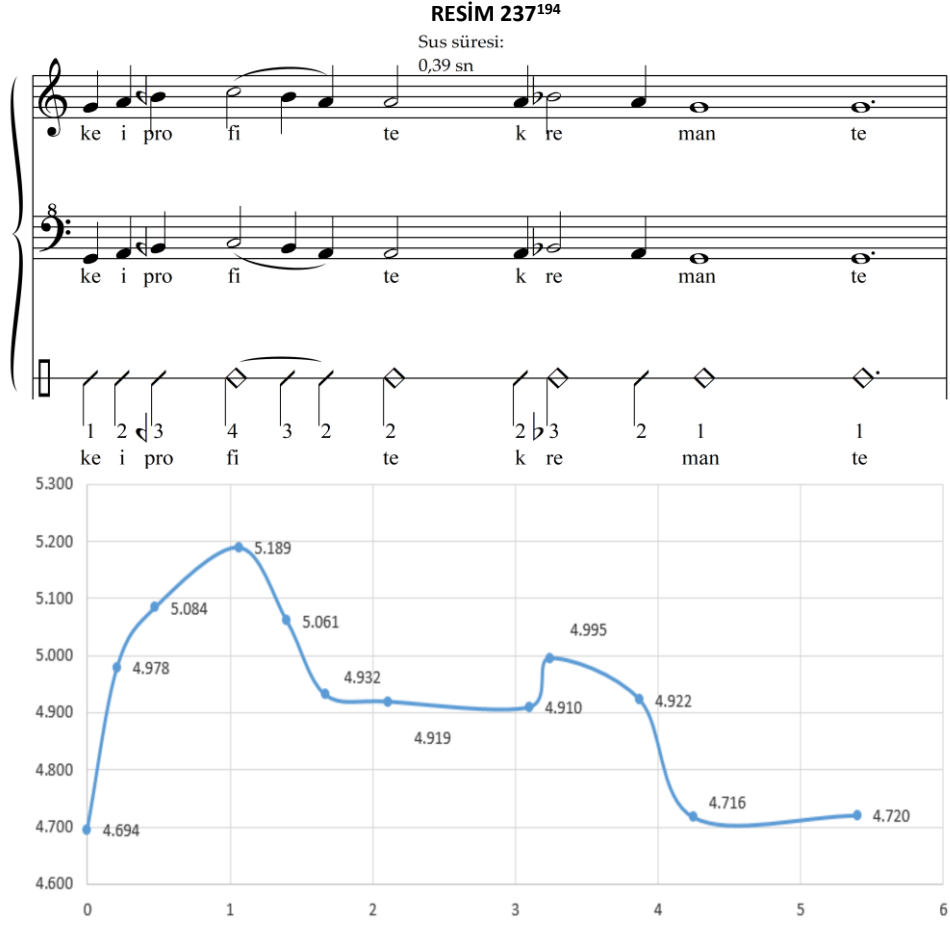 RESİM 237¹⁹⁴
Sus süresi:
0,39 sn
ke i pro fi te k re man te
8
ke i pro fi te k re man te
1 2 3 4 3 2 2 2 3 2 1 1
ke i pro fi te k re man te
5.300
5.200
5.100
5.000
4.900
4.800
4.700
4.600
4.694
4.978
5.084
5.189
5.061
4.932
4.919
4.910
4.995
4.922
4.716
4.720
0 1 2 3 4 5 6